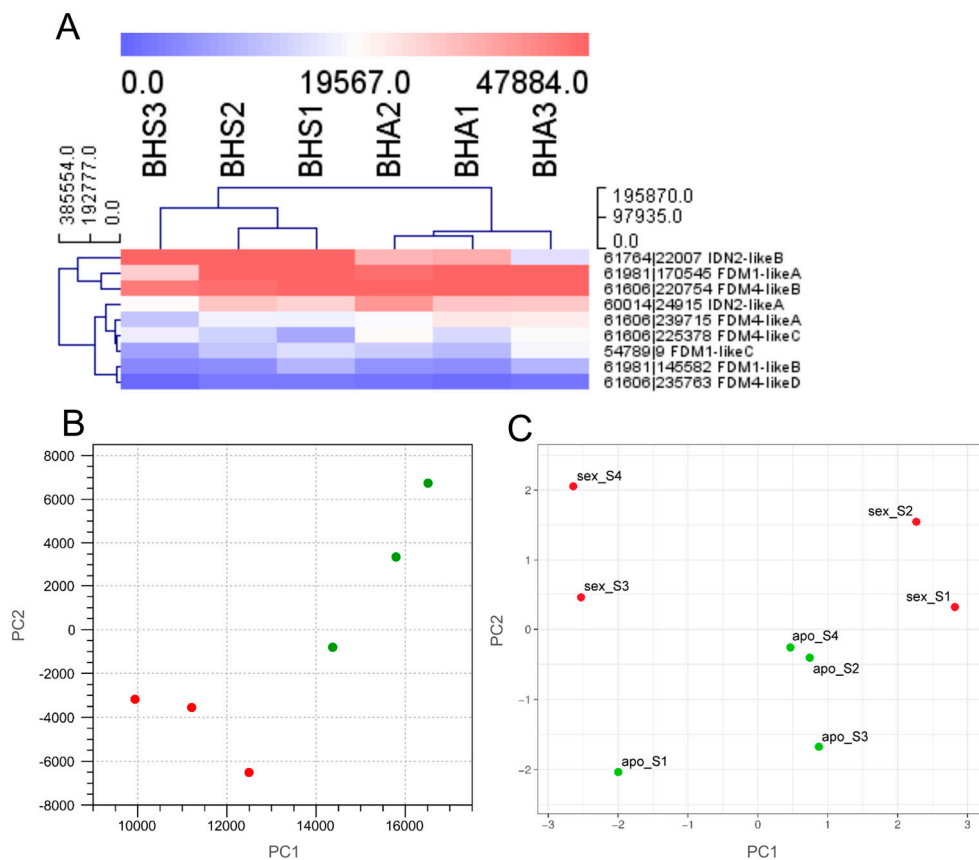 A
0.0 19567.0 47884.0
BHS3 BHS2 BHS1 BHA2 BHA1 BHA3
385554.0
192777.0
0.0
195870.0
97935.0
0.0
61764|22007 IDN2-likeB
61981|170545 FDM1-likeA
61606|220754 FDM4-likeB
60014|24915 IDN2-likeA
61606|239715 FDM4-likeA
61606|225378 FDM4-likeC
54789|9 FDM1-likeC
61981|145582 FDM1-likeB
61606|235763 FDM4-likeD
B
8000
6000
4000
2000
0
-2000
-4000
-6000
-8000
PC2
10000 12000 14000 16000
PC1
C
sex_S4
sex_S2
sex_S3
sex_S1
apo_S4
apo_S2
apo_S3
apo_S1
2
1
0
−1
−2
PC2
−3 −2 −1 0 1 2 3
PC1